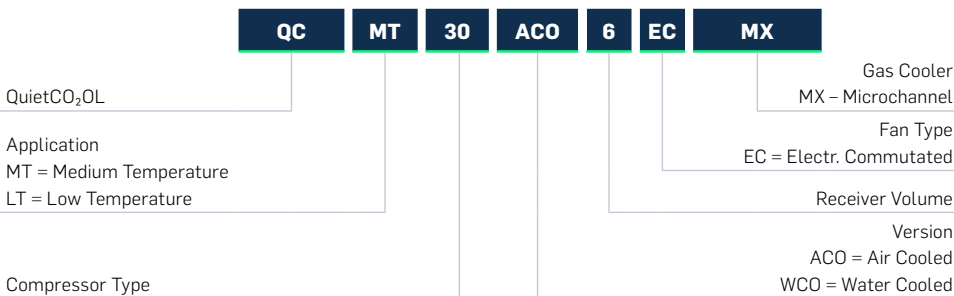 QC MT 30 ACO 6 EC MX
QuietCO₂OL
Application
MT = Medium Temperature
LT = Low Temperature
Compressor Type
Gas Cooler
MX – Microchannel
Fan Type
EC = Electr. Commutated
Receiver Volume
Version
ACO = Air Cooled
WCO = Water Cooled